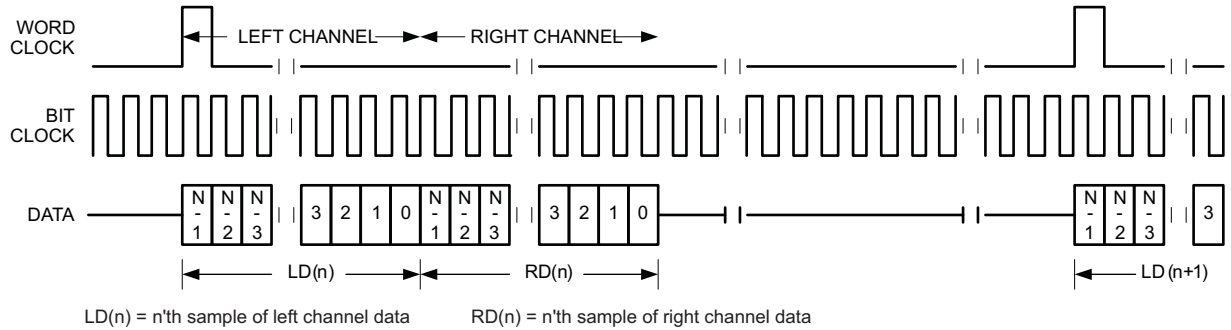 WORD
CLOCK
LEFT CHANNEL
RIGHT CHANNEL
BIT
CLOCK
DATA
N-1 N-2 N-3 3 2 1 0 N-1 N-2 N-3 3 2 1 0 N-1 N-2 N-3 3
LD(n) RD(n) LD (n+1)
LD(n) = n'th sample of left channel data RD(n) = n'th sample of right channel data